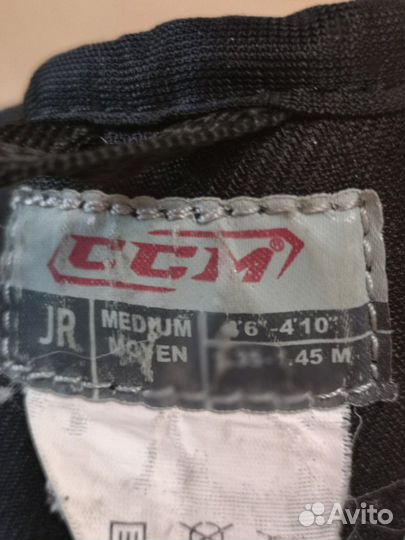 CCM®
JR MEDIUM 4'6"-4'10"
MOYEN 1.35-1.45 M
Avito